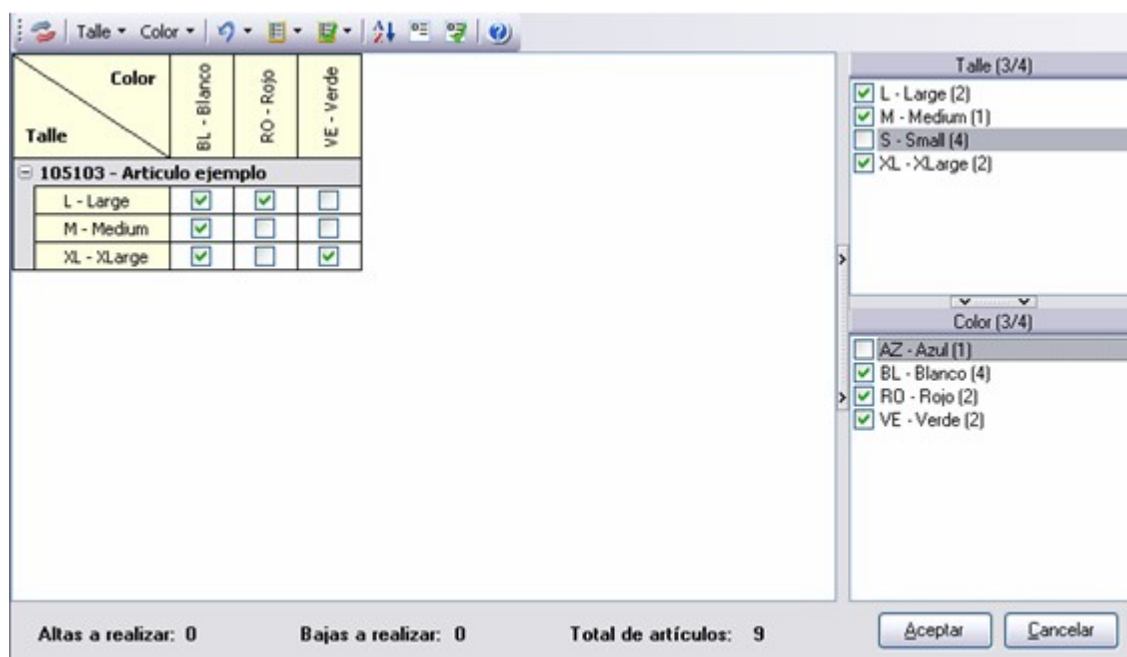 Talle Color
Color
Talle
BL - Blanco
RO - Rojo
VE - Verde
105103 - Articulo ejemplo
L - Large
M - Medium
XL - XLarge
Talle (3/4)
L - Large (2)
M - Medium (1)
S - Small (4)
XL - XLarge (2)
Color (3/4)
AZ - Azul (1)
BL - Blanco (4)
RO - Rojo (2)
VE - Verde (2)
Altas a realizar: 0 Bajas a realizar: 0 Total de artículos: 9 Aceptar Cancelar